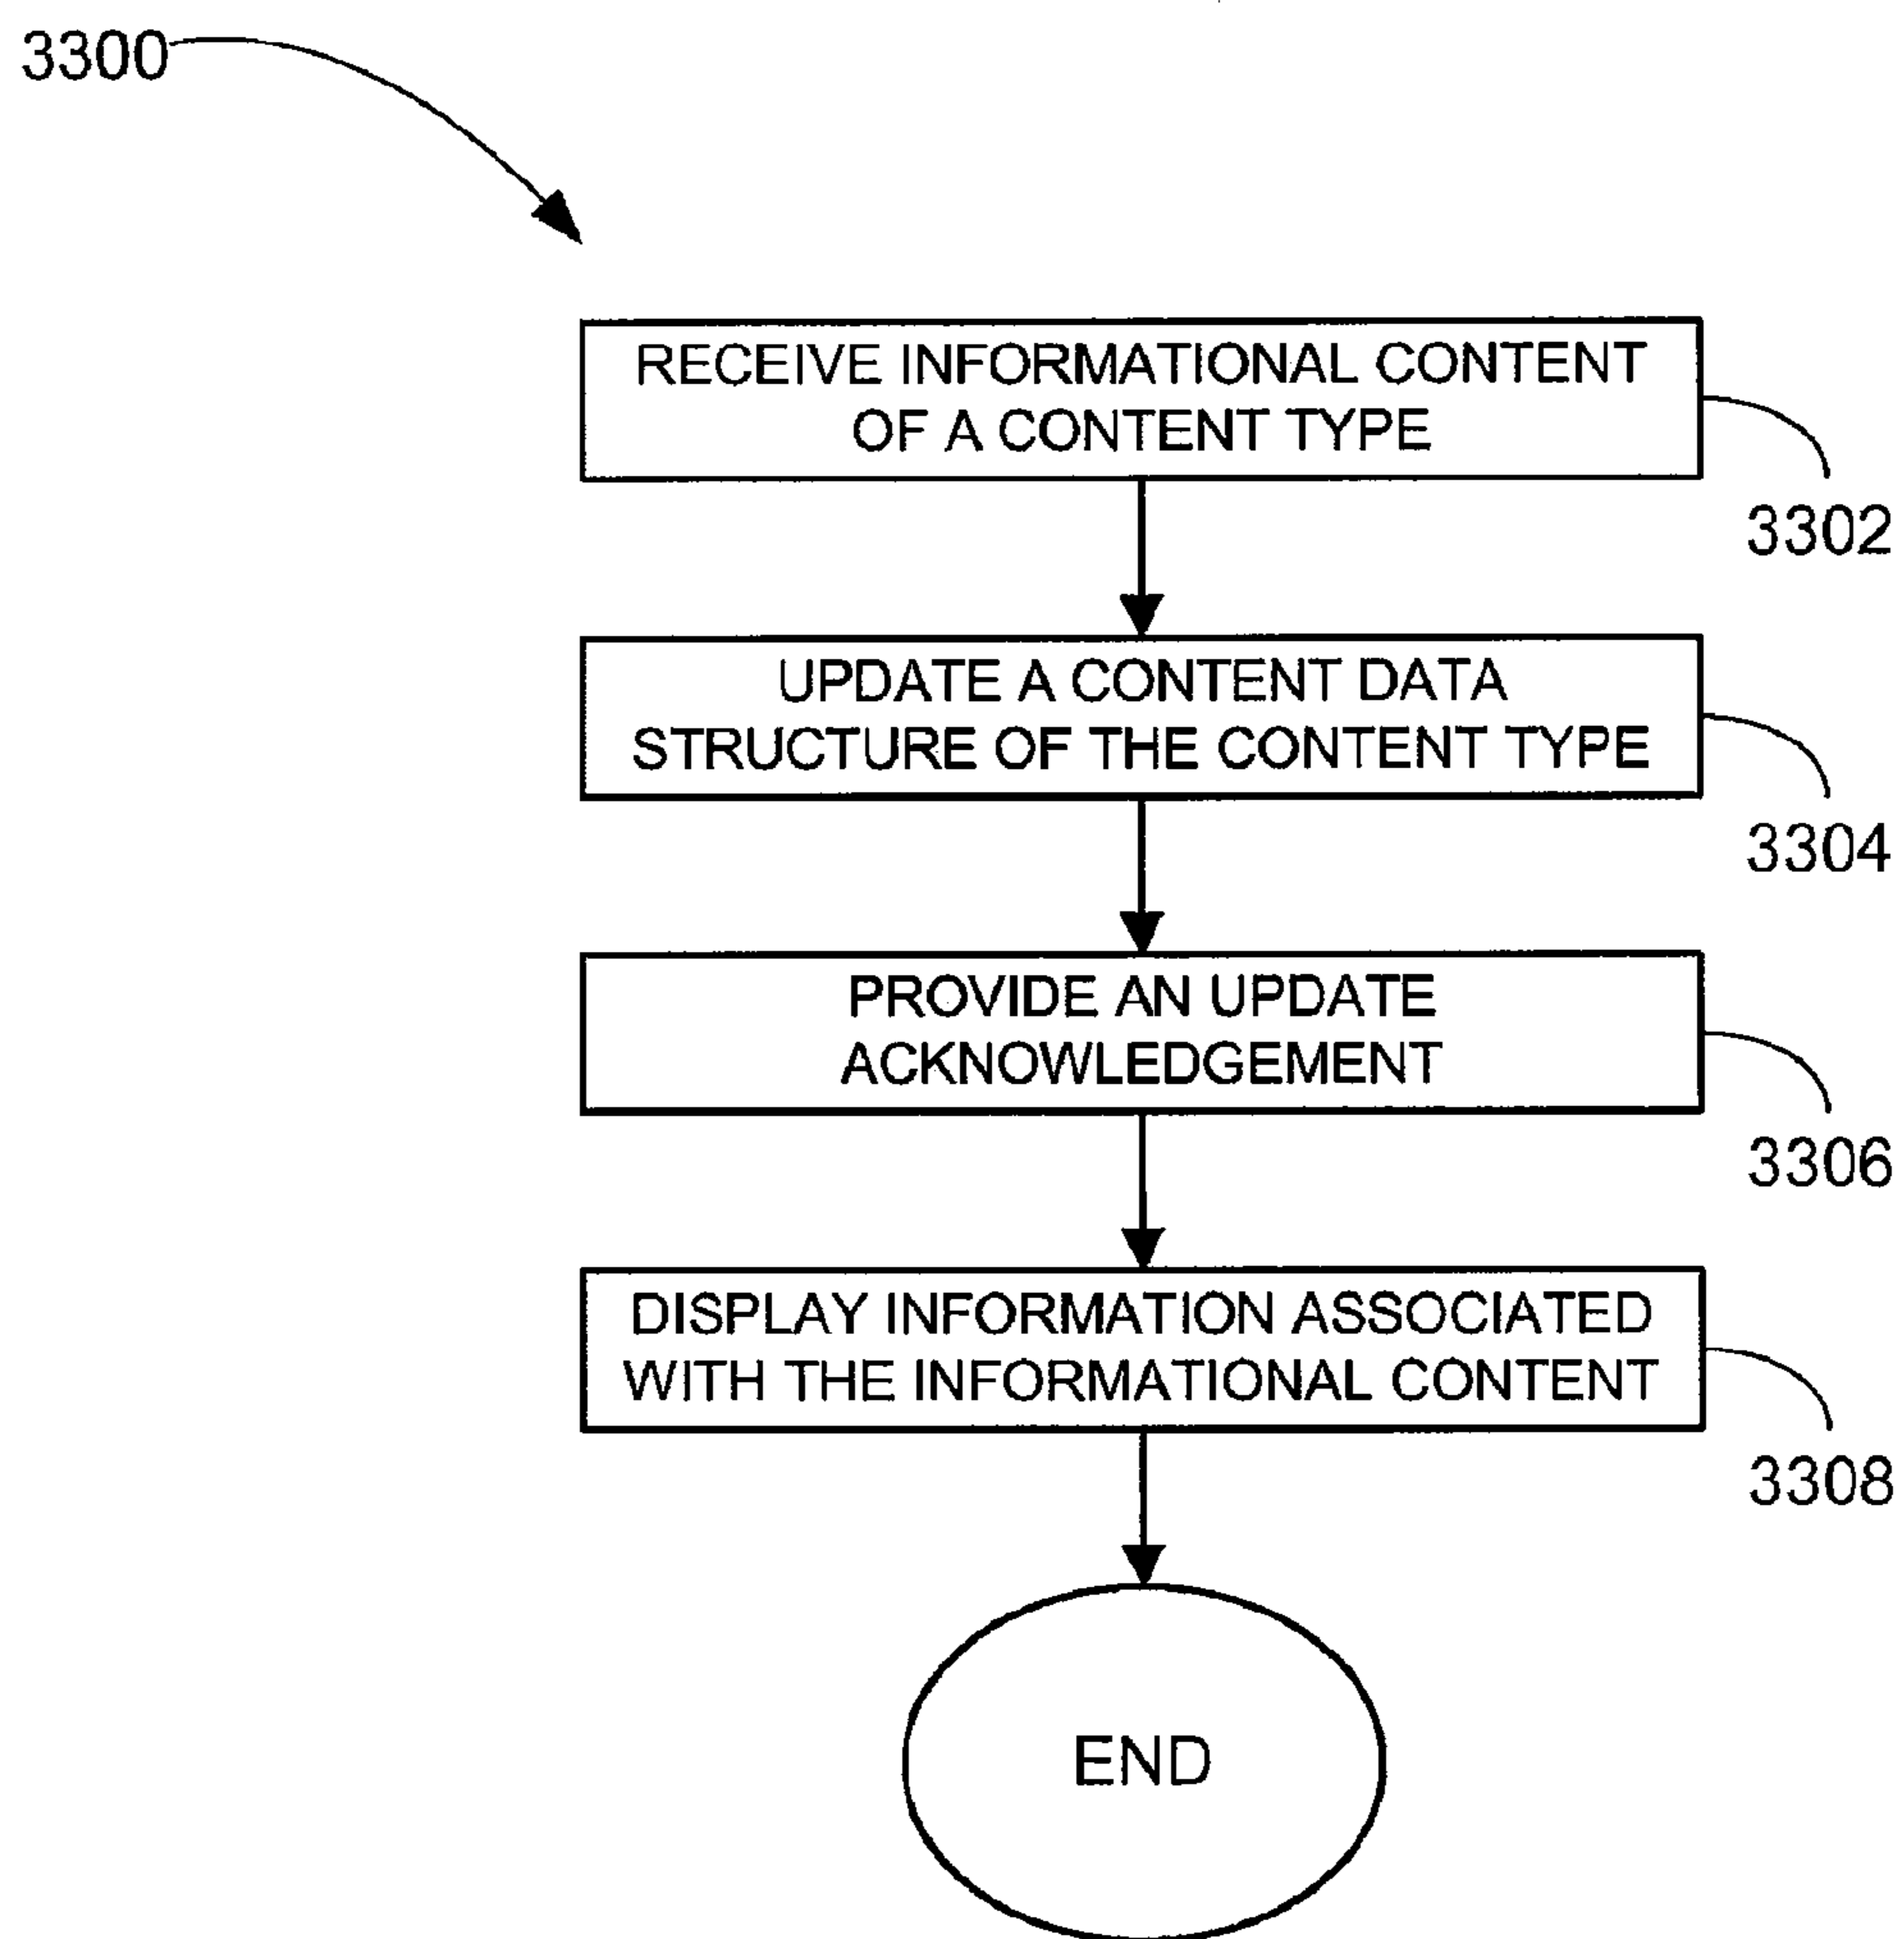 3300
RECEIVE INFORMATIONAL CONTENT
OF A CONTENT TYPE
3302
UPDATE A CONTENT DATA
STRUCTURE OF THE CONTENT TYPE
3304
PROVIDE AN UPDATE
ACKNOWLEDGEMENT
3306
DISPLAY INFORMATION ASSOCIATED
WITH THE INFORMATIONAL CONTENT
3308
END